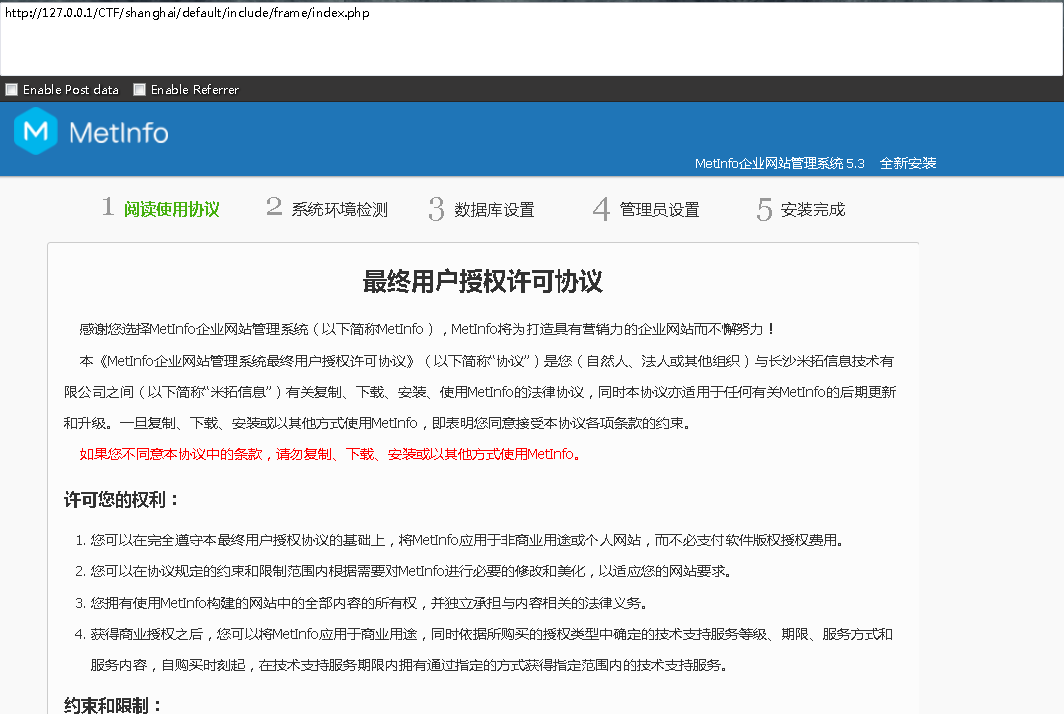 http://127.0.0.1/CTF/shanghai/default/include/frame/index.php
Enable Post data Enable Referrer
MetInfo
MetInfo企业网站管理系统 5.3 全新安装
1 阅读使用协议 2 系统环境检测 3 数据库设置 4 管理员设置 5 安装完成
最终用户授权许可协议
感谢您选择MetInfo企业网站管理系统（以下简称MetInfo），MetInfo将为打造具有营销力的企业网站而不懈努力！
本《MetInfo企业网站管理系统最终用户授权许可协议》（以下简称“协议”）是您（自然人、法人或其他组织）与长沙米拓信息技术有
限公司之间（以下简称“米拓信息”）有关复制、下载、安装、使用MetInfo的法律协议，同时本协议亦适用于任何有关MetInfo的后期更新
和升级。一旦复制、下载、安装或以其他方式使用MetInfo，即表明您同意接受本协议各项条款的约束。
如果您不同意本协议中的条款，请勿复制、下载、安装或以其他方式使用MetInfo。
许可您的权利：
1. 您可以在完全遵守本最终用户授权协议的基础上，将MetInfo应用于非商业用途或个人网站，而不必支付软件版权授权费用。
2. 您可以在协议规定的约束和限制范围内根据需要对MetInfo进行必要的修改和美化，以适应您的网站要求。
3. 您拥有使用MetInfo构建的网站中的全部内容的所有权，并独立承担与内容相关的法律义务。
4. 获得商业授权之后，您可以将MetInfo应用于商业用途，同时依据所购买的授权类型中确定的技术支持服务等级、期限、服务方式和
服务内容，自购买时刻起，在技术支持服务期限内拥有通过指定的方式获得指定范围内的技术支持服务。
约束和限制：